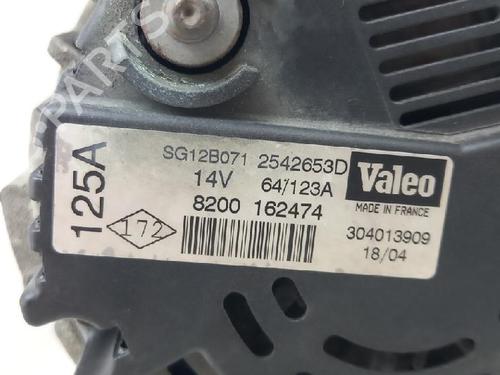 125A
SG12B071 2542653D
14V 64/123A
8200 162474
172
Valeo
MADE IN FRANCE
304013909
18/04